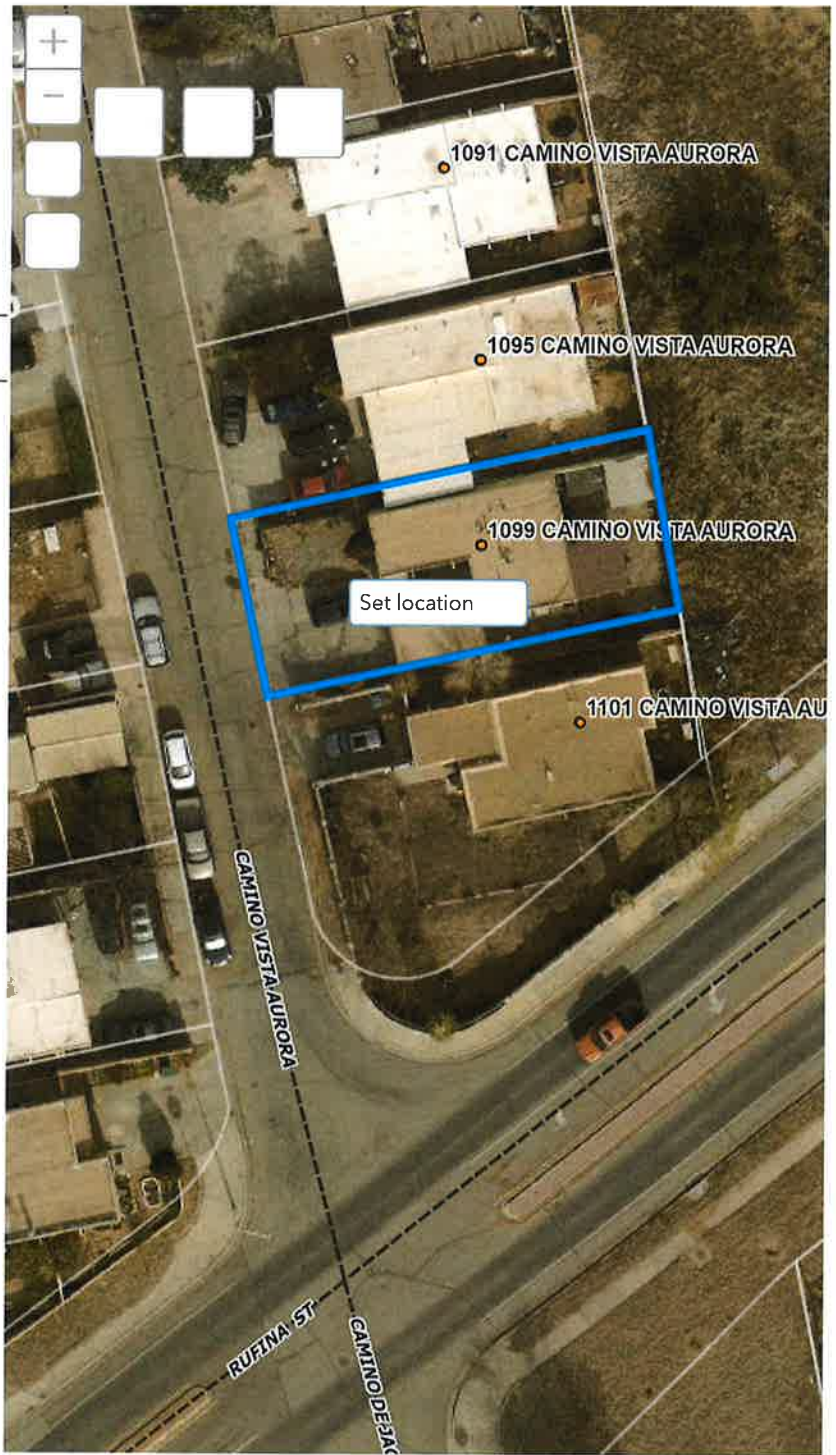 +
−
1091 CAMINO VISTA AURORA
1095 CAMINO VISTA AURORA
1099 CAMINO VISTA AURORA
Set location
1101 CAMINO VISTA AU
CAMINO VISTA AURORA
RUFINA ST
CAMINO DE JAC